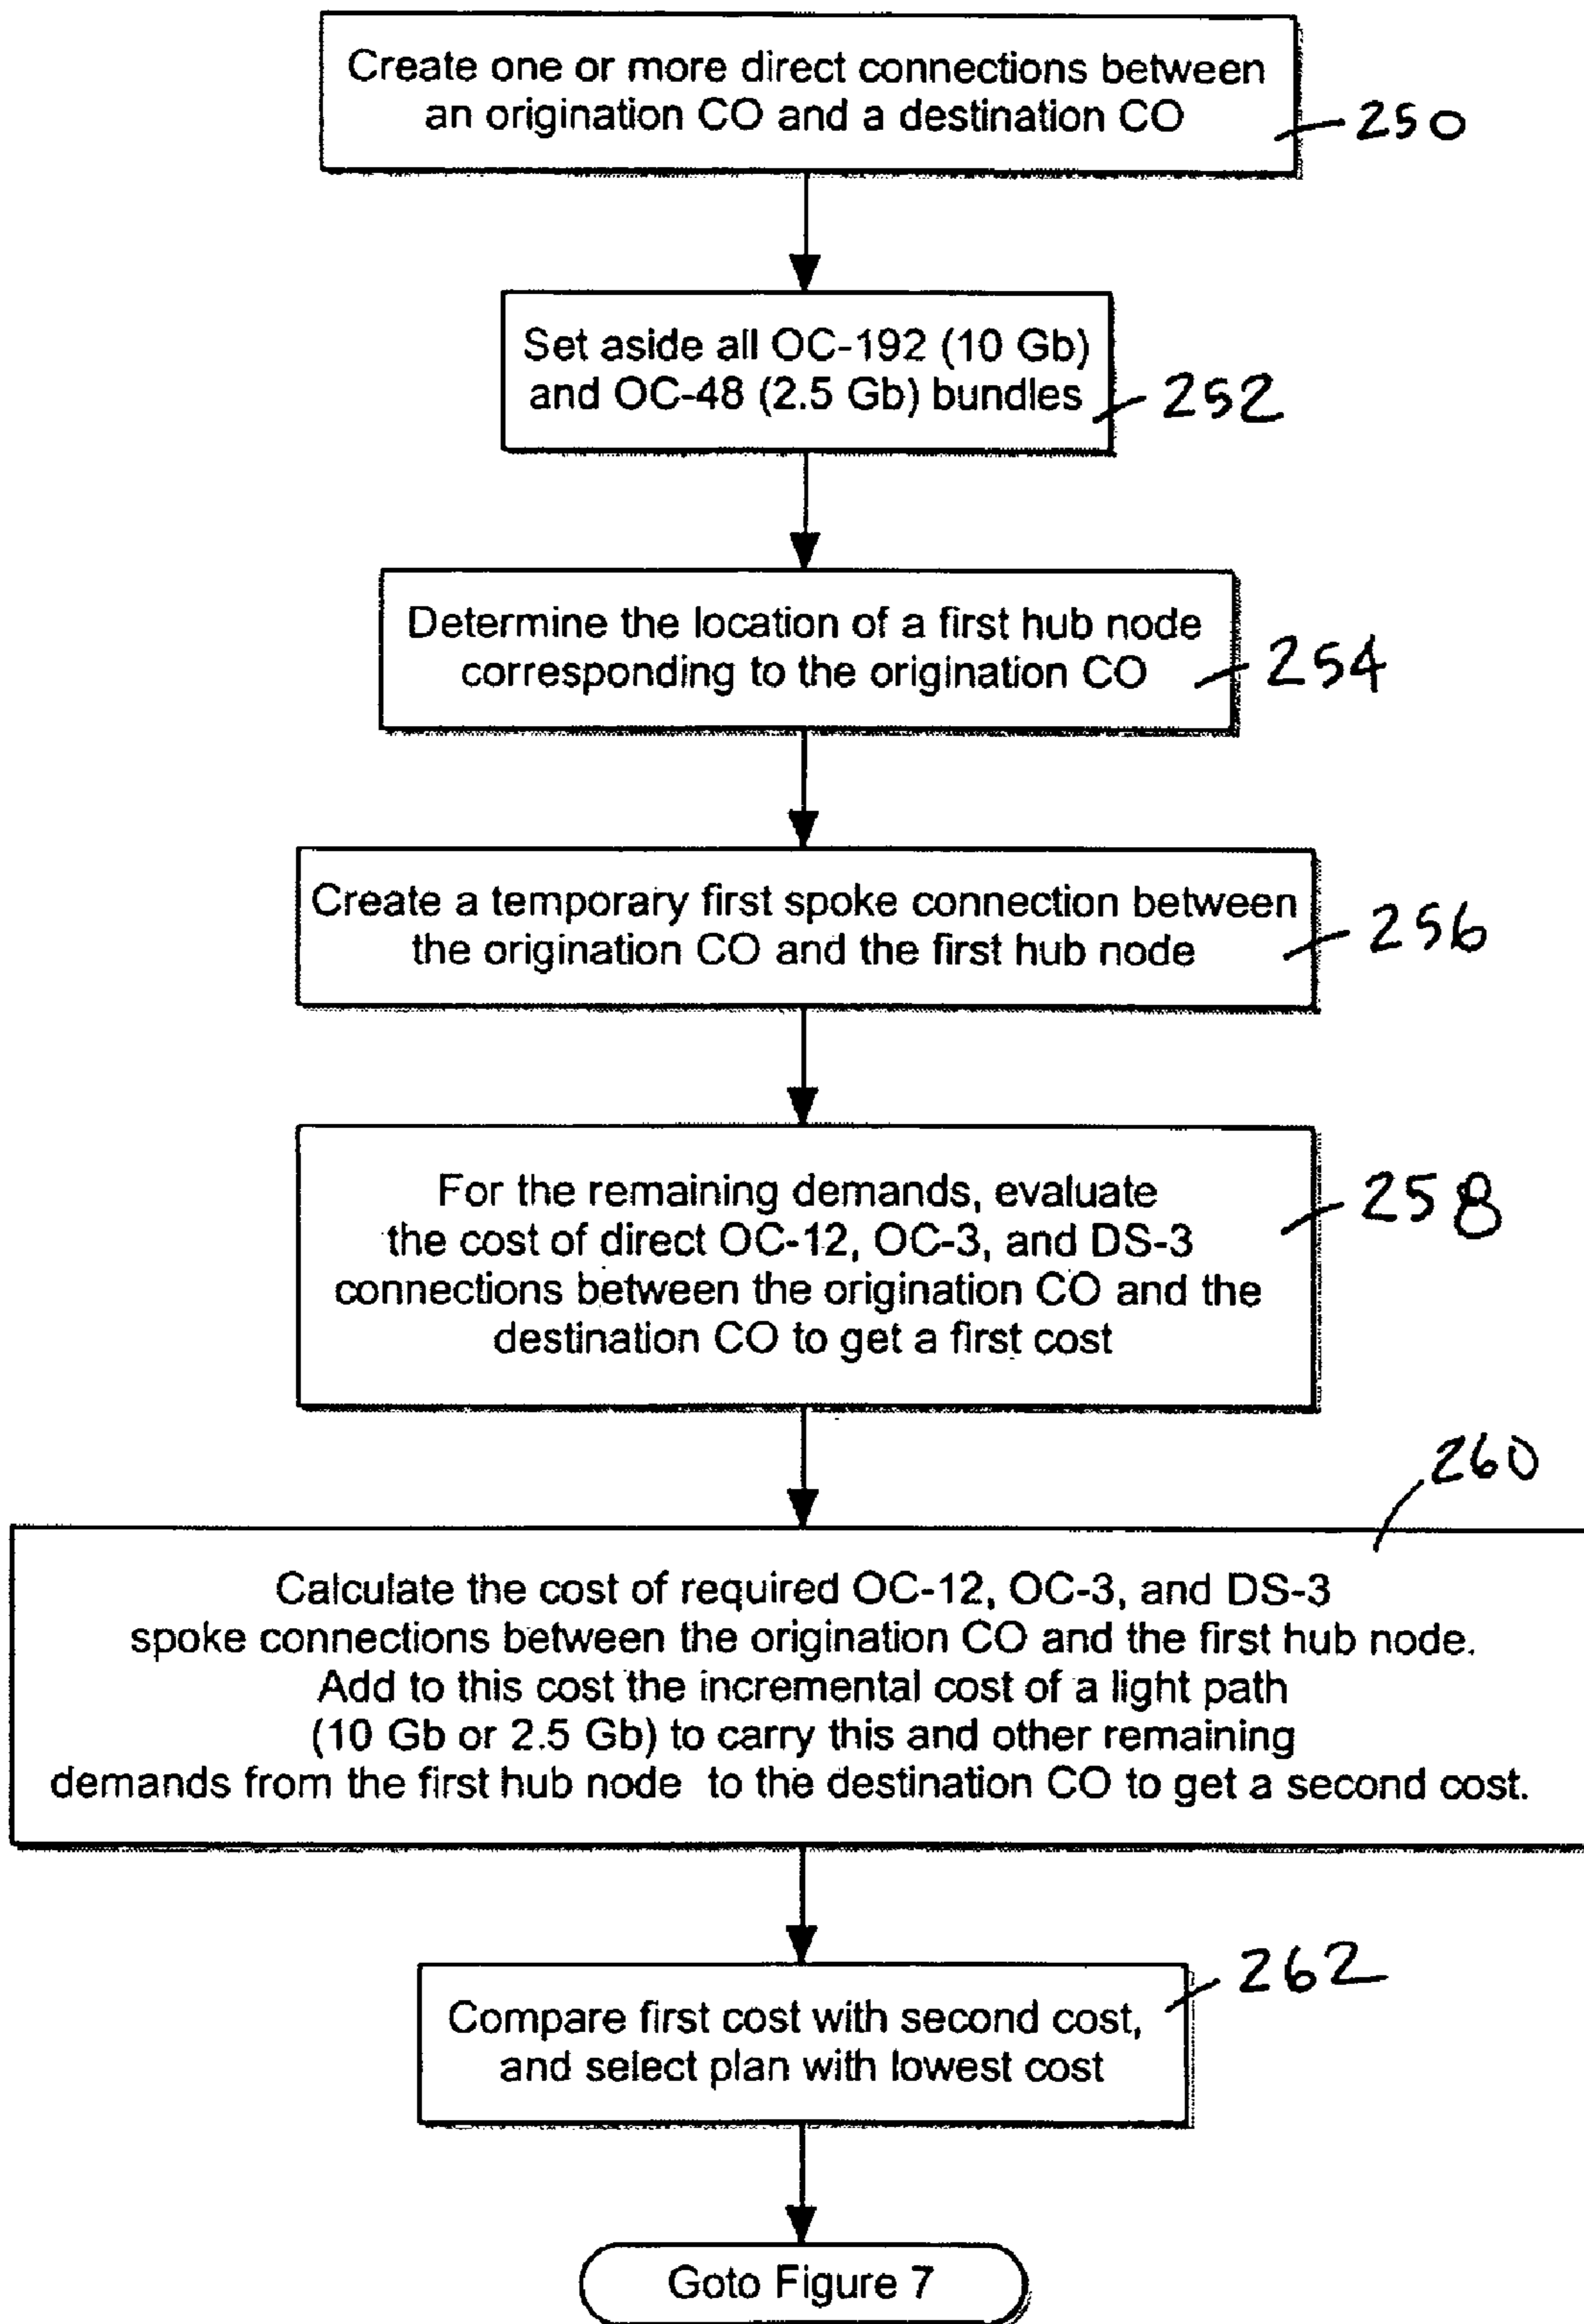 Create one or more direct connections between
an origination CO and a destination CO
250
Set aside all OC-192 (10 Gb)
and OC-48 (2.5 Gb) bundles
252
Determine the location of a first hub node
corresponding to the origination CO
254
Create a temporary first spoke connection between
the origination CO and the first hub node
256
For the remaining demands, evaluate
the cost of direct OC-12, OC-3, and DS-3
connections between the origination CO and the
destination CO to get a first cost
258
260
Calculate the cost of required OC-12, OC-3, and DS-3
spoke connections between the origination CO and the first hub node.
Add to this cost the incremental cost of a light path
(10 Gb or 2.5 Gb) to carry this and other remaining
demands from the first hub node to the destination CO to get a second cost.
262
Compare first cost with second cost,
and select plan with lowest cost
Goto Figure 7